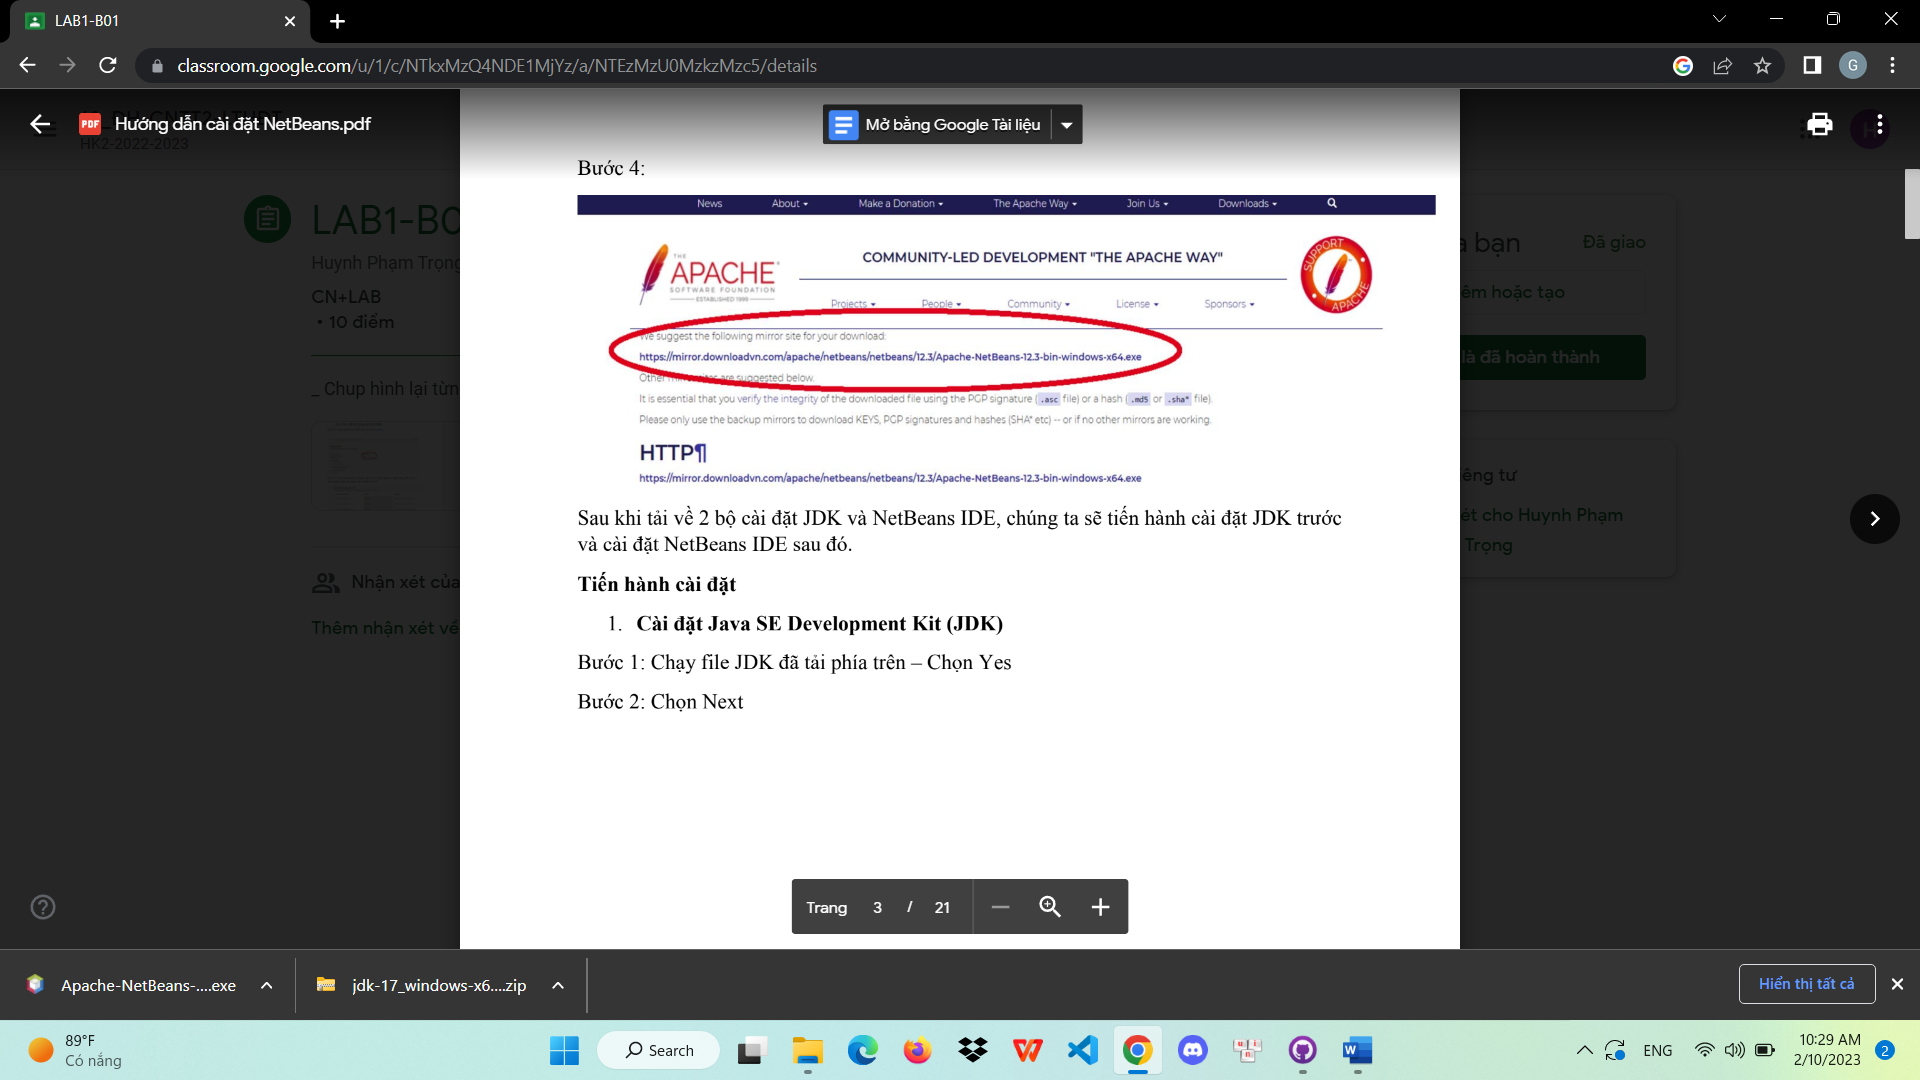 LAB1-B01
classroom.google.com/u/1/c/NTkxMzQ4NDE1MjYz/a/NTEzMzU0MzkzMzc5/details
G
PDF Hướng dẫn cài đặt NetBeans.pdf
HK2-2022-2023
Mở bằng Google Tài liệu
LAB1-B0
Huynh Phạm Trọng
CN+LAB
• 10 điểm
_ Chụp hình lại từn
Nhận xét của
Thêm nhận xét về
a bạn
Đã giao
êm hoặc tạo
là đã hoàn thành
iêng tư
ét cho Huynh Phạm
Trọng
Bước 4:
News About Make a Donation The Apache Way Join Us Downloads
THE
APACHE
SOFTWARE FOUNDATION
ESTABLISHED 1999
COMMUNITY-LED DEVELOPMENT "THE APACHE WAY"
SUPPORT
APACHE
Projects People Community License Sponsors
We suggest the following mirror site for your download:
https://mirror.downloadvn.com/apache/netbeans/netbeans/12.3/Apache-NetBeans-12.3-bin-windows-x64.exe
Other mirror sites are suggested below.
It is essential that you verify the integrity of the downloaded file using the PGP signature ( .asc file) or a hash ( .md5 or .sha* file).
Please only use the backup mirrors to download KEYS, PGP signatures and hashes (SHA* etc) -- or if no other mirrors are working.
HTTP¶
https://mirror.downloadvn.com/apache/netbeans/netbeans/12.3/Apache-NetBeans-12.3-bin-windows-x64.exe
Sau khi tải về 2 bộ cài đặt JDK và NetBeans IDE, chúng ta sẽ tiến hành cài đặt JDK trước
và cài đặt NetBeans IDE sau đó.
Tiến hành cài đặt
1. Cài đặt Java SE Development Kit (JDK)
Bước 1: Chạy file JDK đã tải phía trên – Chọn Yes
Bước 2: Chọn Next
Trang 3 / 21
Apache-NetBeans-....exe
jdk-17_windows-x6....zip
Hiển thị tất cả
89°F
Có nắng
Search
ENG
10:29 AM
2/10/2023
2